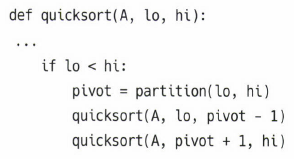 def quicksort(A, lo, hi):
...
if lo < hi:
pivot = partition(lo, hi)
quicksort(A, lo, pivot - 1)
quicksort(A, pivot + 1, hi)